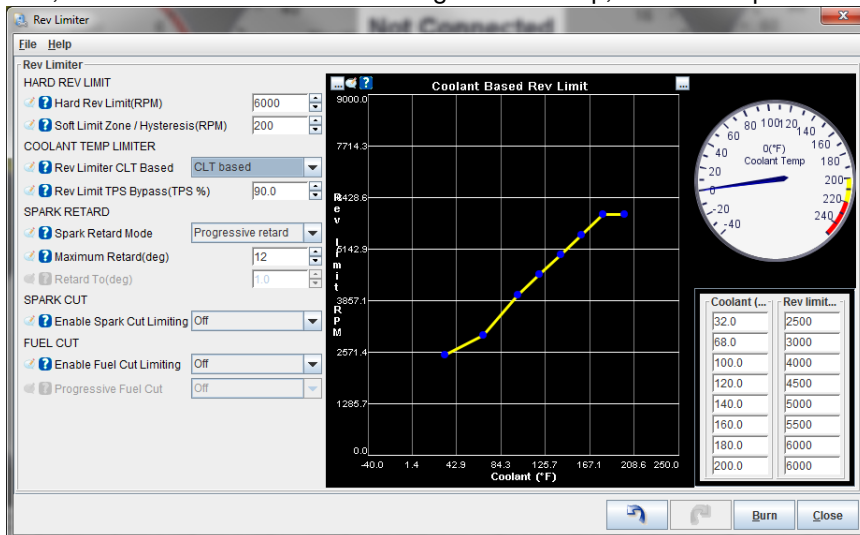 Not Connected
Rev Limiter
File Help
Rev Limiter
HARD REV LIMIT
Hard Rev Limit(RPM) 6000
Soft Limit Zone / Hysteresis(RPM) 200
COOLANT TEMP LIMITER
Rev Limiter CLT Based CLT based
Rev Limit TPS Bypass(TPS %) 90.0
SPARK RETARD
Spark Retard Mode Progressive retard
Maximum Retard(deg) 12
Retard To(deg) 1.0
SPARK CUT
Enable Spark Cut Limiting Off
FUEL CUT
Enable Fuel Cut Limiting Off
Progressive Fuel Cut Off
... ? Coolant Based Rev Limit ...
9000.0
7714.3
6428.6
5142.9
3857.1
2571.4
1285.7
0.0
Rev limit RPM
-40.0 1.4 42.9 84.3 125.7 167.1 208.6 250.0
Coolant (°F)
-40 -20 0 20 40 60 80 100 120 140 160 180 200 220 240
0(°F)
Coolant Temp
Coolant (... Rev limit...
32.0 2500
68.0 3000
100.0 4000
120.0 4500
140.0 5000
160.0 5500
180.0 6000
200.0 6000
Burn Close